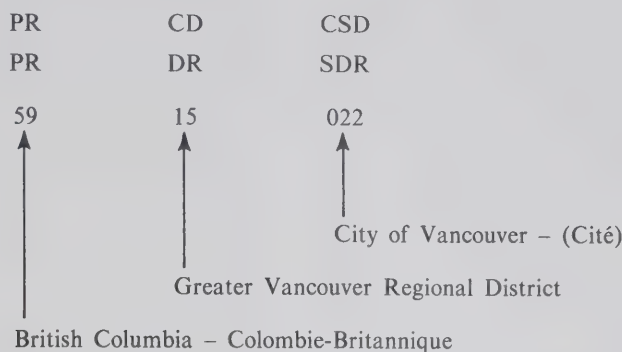 PR CD CSD
PR DR SDR
59 15 022
City of Vancouver – (Cité)
Greater Vancouver Regional District
British Columbia – Colombie-Britannique